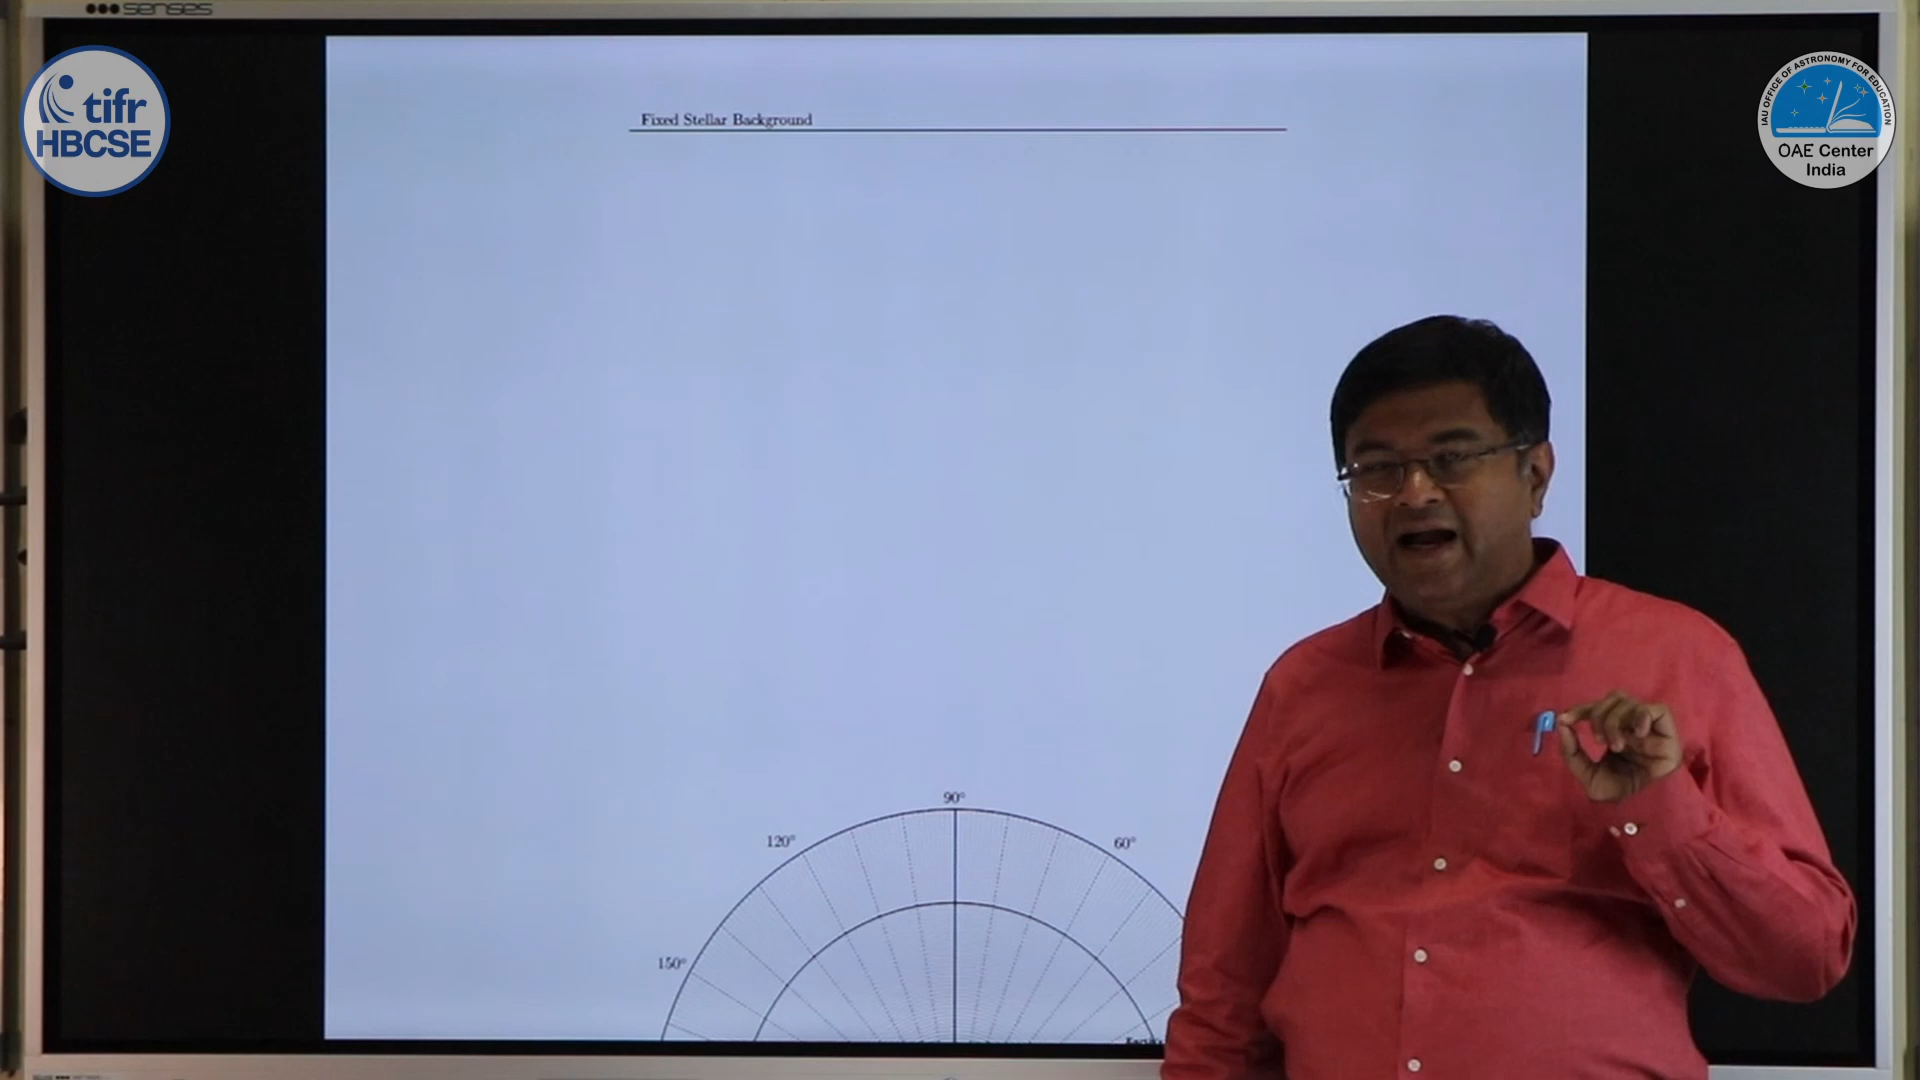 senses
tifr
HBCSE
IAU OFFICE OF ASTRONOMY FOR EDUCATION
OAE Center
India
Fixed Stellar Background
90°
120°
60°
150°